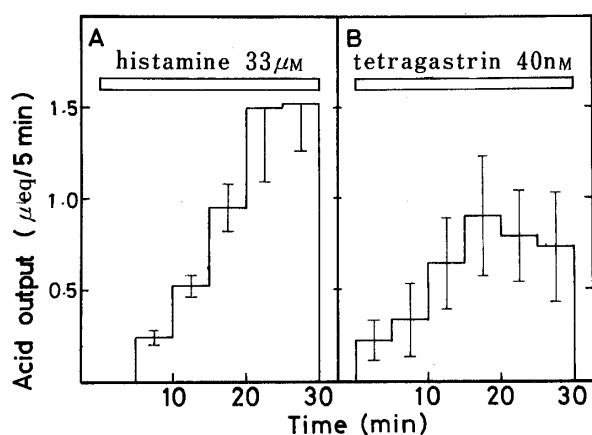 A
histamine 33μM
B
tetragastrin 40nM
Acid output (μeq/5 min)
1.5
1.0
0.5
10 20 30
10 20 30
Time (min)